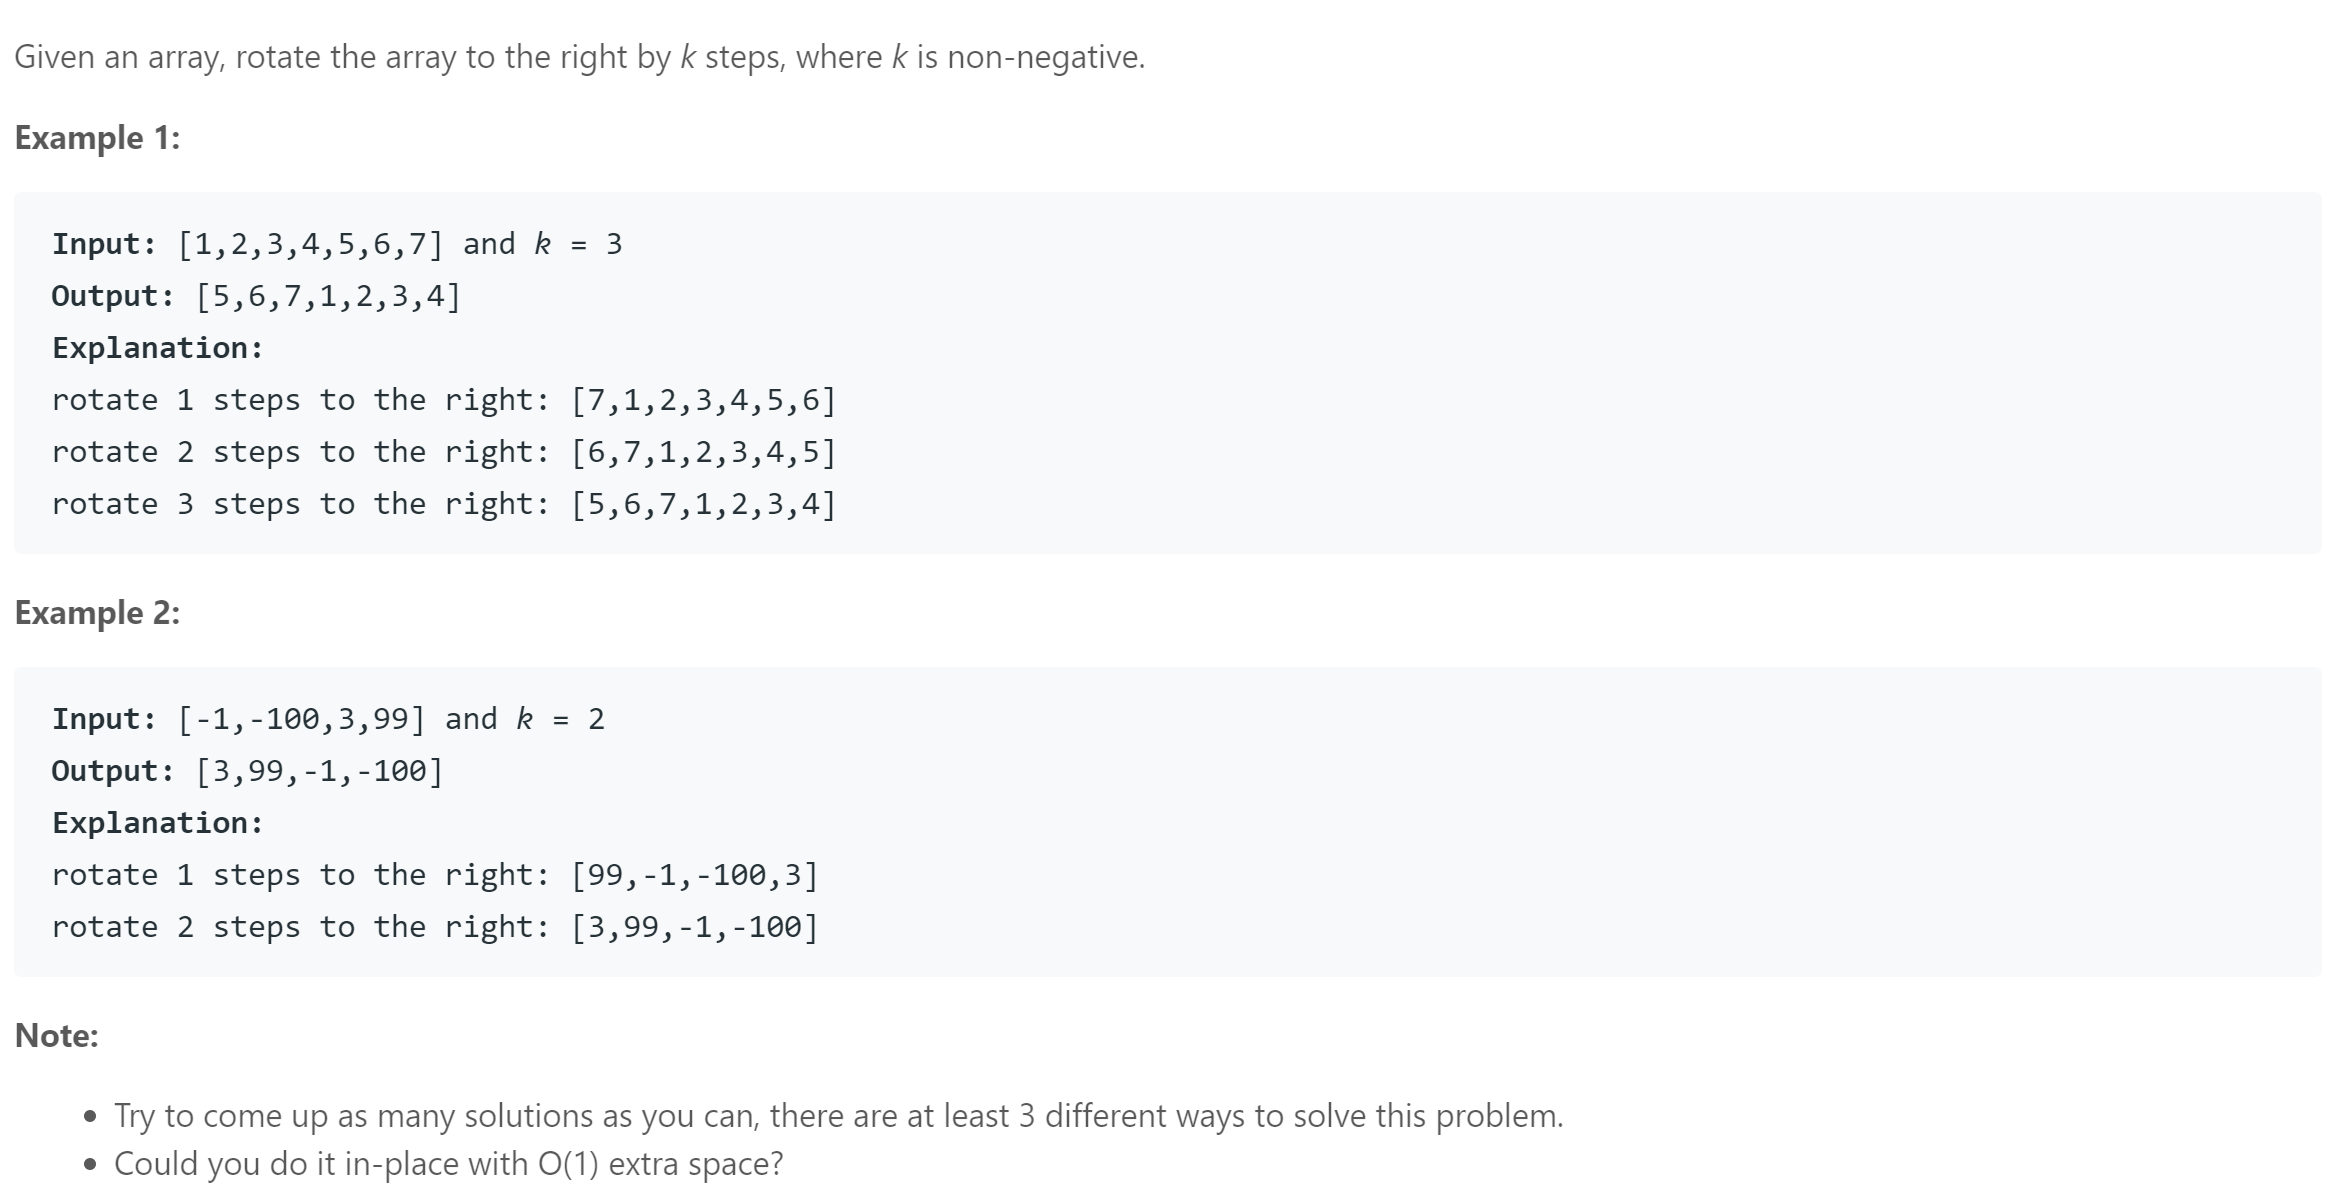 Given an array, rotate the array to the right by k steps, where k is non-negative.
Example 1:
Input: [1,2,3,4,5,6,7] and k = 3
Output: [5,6,7,1,2,3,4]
Explanation:
rotate 1 steps to the right: [7,1,2,3,4,5,6]
rotate 2 steps to the right: [6,7,1,2,3,4,5]
rotate 3 steps to the right: [5,6,7,1,2,3,4]
Example 2:
Input: [-1,-100,3,99] and k = 2
Output: [3,99,-1,-100]
Explanation:
rotate 1 steps to the right: [99,-1,-100,3]
rotate 2 steps to the right: [3,99,-1,-100]
Note:
• Try to come up as many solutions as you can, there are at least 3 different ways to solve this problem.
• Could you do it in-place with O(1) extra space?